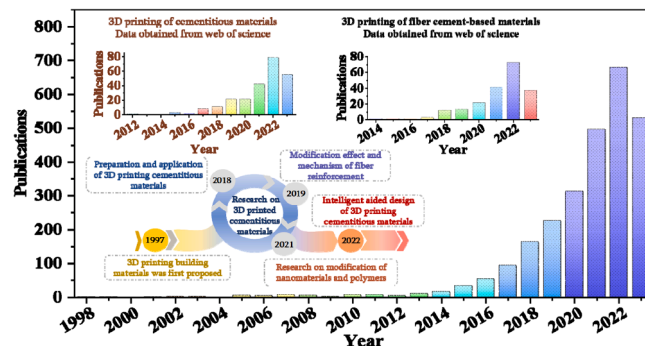 3D printing of cementitious materials
Data obtained from web of science
80
60
40
20
0
Publications
2012
2014
2016
2018
2020
2022
Year
3D printing of fiber cement-based materials
Data obtained from web of science
80
60
40
20
0
Publications
2014
2016
2018
2020
2022
Year
Preparation and application
of 3D printing cementitious
materials
2018
Modification effect and
mechanism of fiber
reinforcement
2019
Research on
3D printed
cementitious
materials
Intelligent aided design
of 3D printing
cementitious materials
1997
2021
2022
3D printing building
materials was first proposed
Research on modification of
nanomaterials and polymers
800
700
600
500
400
300
200
100
0
Publications
1998
2000
2002
2004
2006
2008
2010
2012
2014
2016
2018
2020
2022
Year